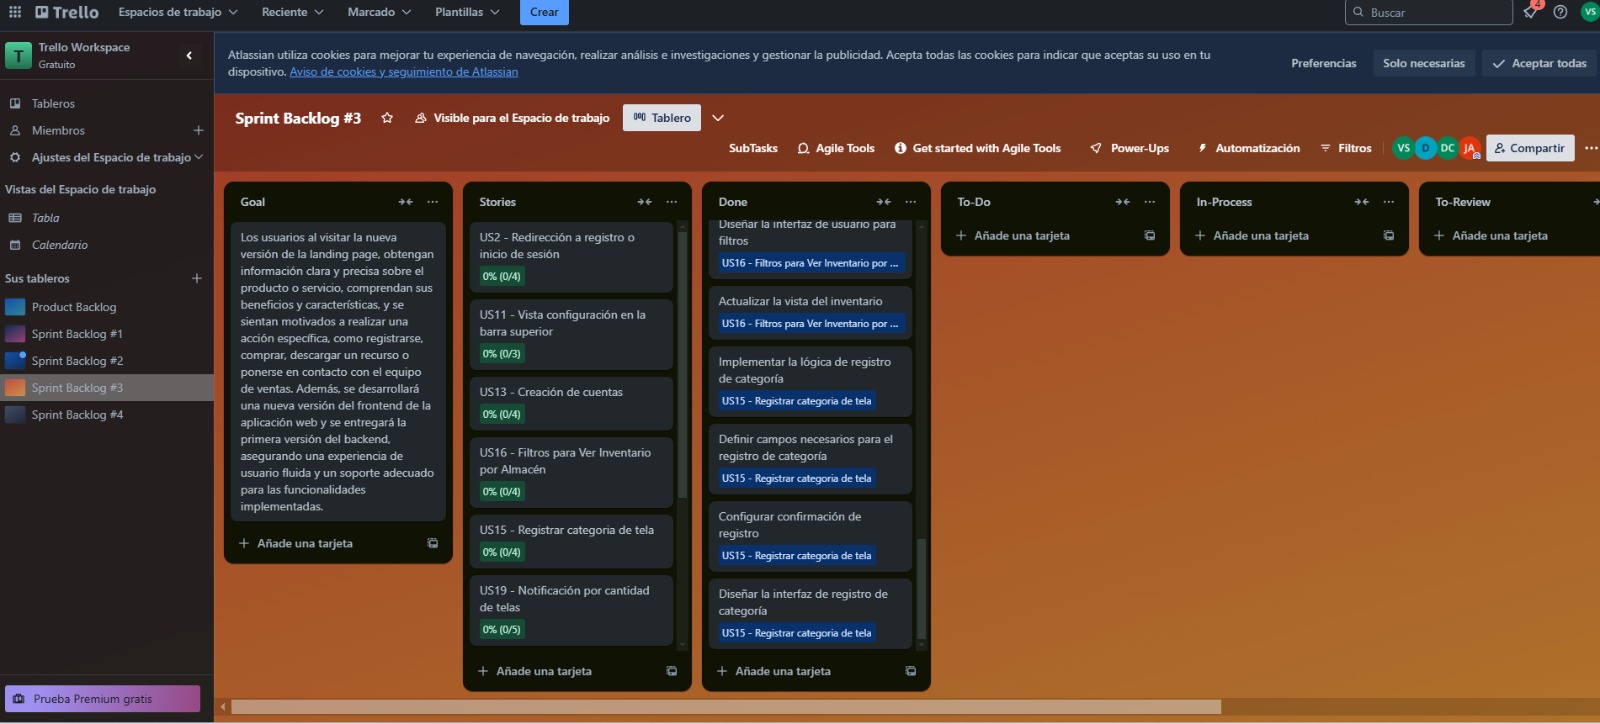 Trello
Espacios de trabajo
Reciente
Marcado
Plantillas
Crear
Buscar
4
VS
T
Trello Workspace
Gratuito
Tableros
Miembros
Ajustes del Espacio de trabajo
Vistas del Espacio de trabajo
Tabla
Calendario
Sus tableros
Product Backlog
Sprint Backlog #1
Sprint Backlog #2
Sprint Backlog #3
Sprint Backlog #4
Prueba Premium gratis
Atlassian utiliza cookies para mejorar tu experiencia de navegación, realizar análisis e investigaciones y gestionar la publicidad. Acepta todas las cookies para indicar que aceptas su uso en tu
dispositivo. Aviso de cookies y seguimiento de Atlassian
Preferencias
Solo necesarias
Aceptar todas
Sprint Backlog #3
Visible para el Espacio de trabajo
Tablero
SubTasks
Agile Tools
Get started with Agile Tools
Power-Ups
Automatización
Filtros
VS
D
DC
JA
Compartir
Goal
Los usuarios al visitar la nueva
versión de la landing page, obtengan
información clara y precisa sobre el
producto o servicio, comprendan sus
beneficios y características, y se
sientan motivados a realizar una
acción específica, como registrarse,
comprar, descargar un recurso o
ponerse en contacto con el equipo
de ventas. Además, se desarrollará
una nueva versión del frontend de la
aplicación web y se entregará la
primera versión del backend,
asegurando una experiencia de
usuario fluida y un soporte adecuado
para las funcionalidades
implementadas.
Añade una tarjeta
Stories
US2 - Redirección a registro o
inicio de sesión
0% (0/4)
US11 - Vista configuración en la
barra superior
0% (0/3)
US13 - Creación de cuentas
0% (0/4)
US16 - Filtros para Ver Inventario
por Almacén
0% (0/4)
US15 - Registrar categoria de tela
0% (0/4)
US19 - Notificación por cantidad
de telas
0% (0/5)
Añade una tarjeta
Done
Diseñar la interfaz de usuario para
filtros
US16 - Filtros para Ver Inventario por ...
Actualizar la vista del inventario
US16 - Filtros para Ver Inventario por ...
Implementar la lógica de registro
de categoría
US15 - Registrar categoria de tela
Definir campos necesarios para el
registro de categoría
US15 - Registrar categoria de tela
Configurar confirmación de
registro
US15 - Registrar categoria de tela
Diseñar la interfaz de registro de
categoría
US15 - Registrar categoria de tela
Añade una tarjeta
To-Do
Añade una tarjeta
In-Process
Añade una tarjeta
To-Review
Añade una tarjeta